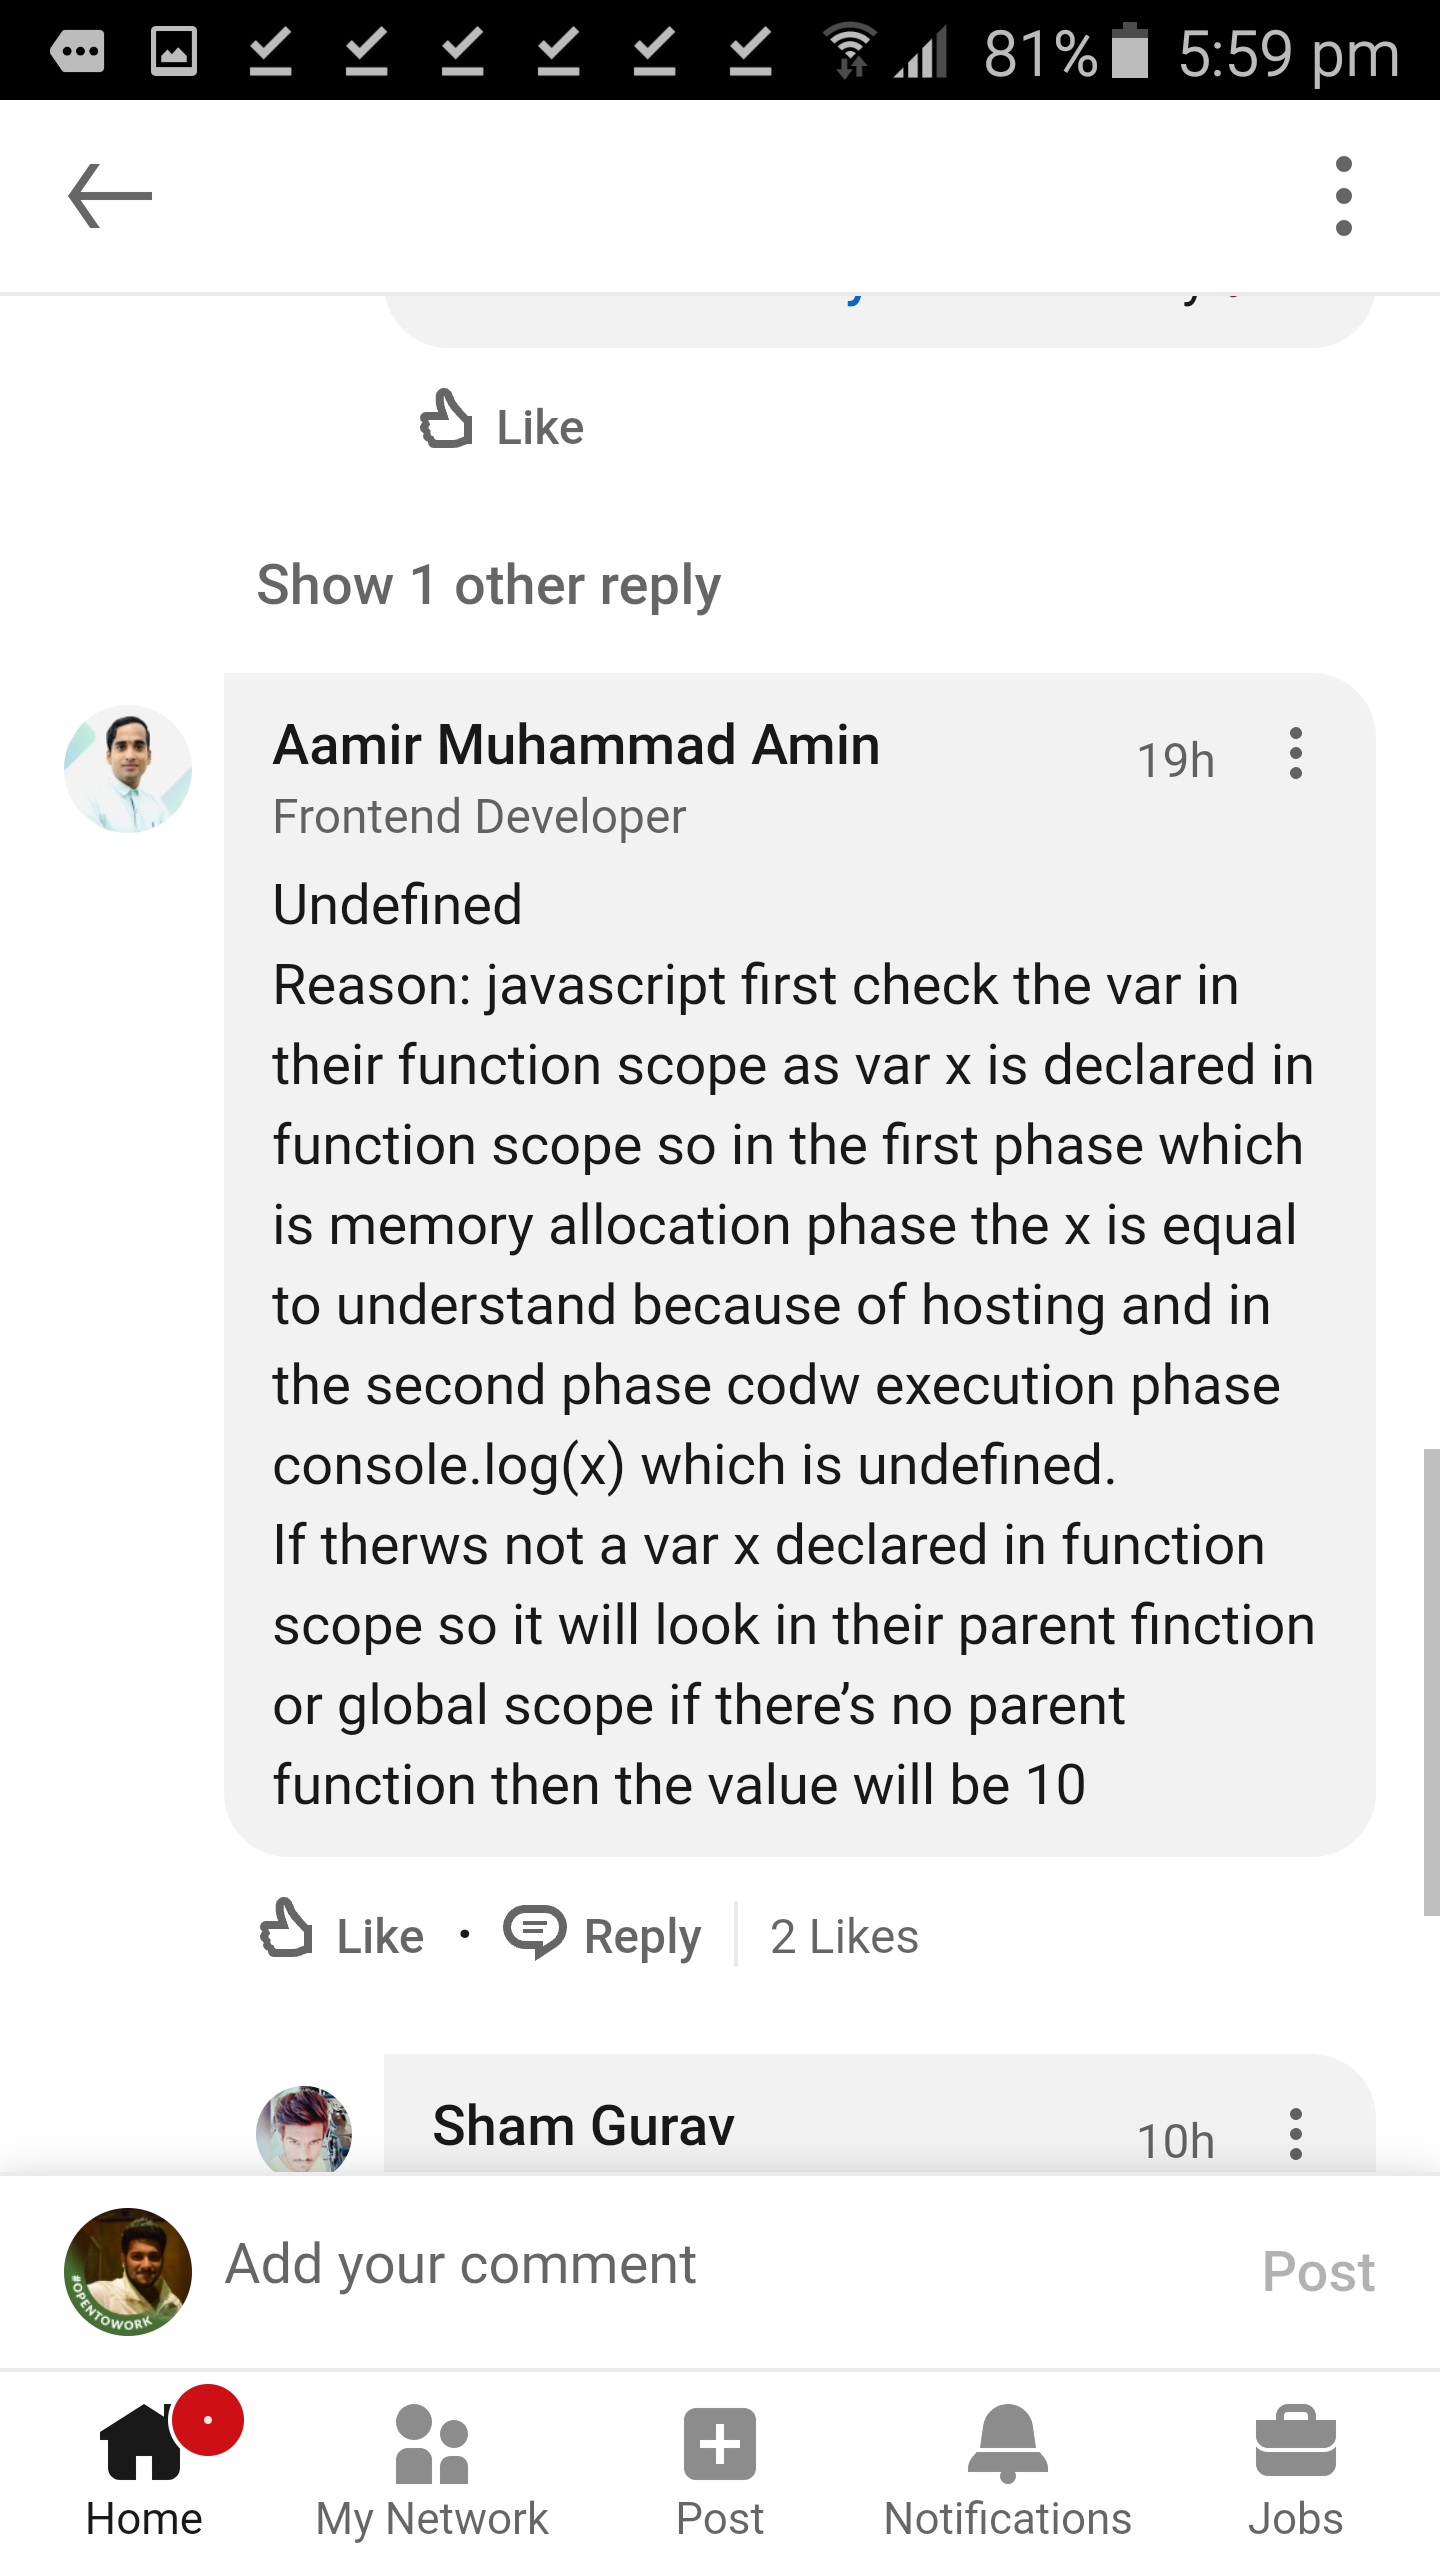 81% 5:59 pm
Like
Show 1 other reply
Aamir Muhammad Amin 19h
Frontend Developer
Undefined
Reason: javascript first check the var in
their function scope as var x is declared in
function scope so in the first phase which
is memory allocation phase the x is equal
to understand because of hosting and in
the second phase codw execution phase
console.log(x) which is undefined.
If therws not a var x declared in function
scope so it will look in their parent finction
or global scope if there’s no parent
function then the value will be 10
Like • Reply 2 Likes
Sham Gurav 10h
#OPENTOWORK
Add your comment Post
Home My Network Post Notifications Jobs